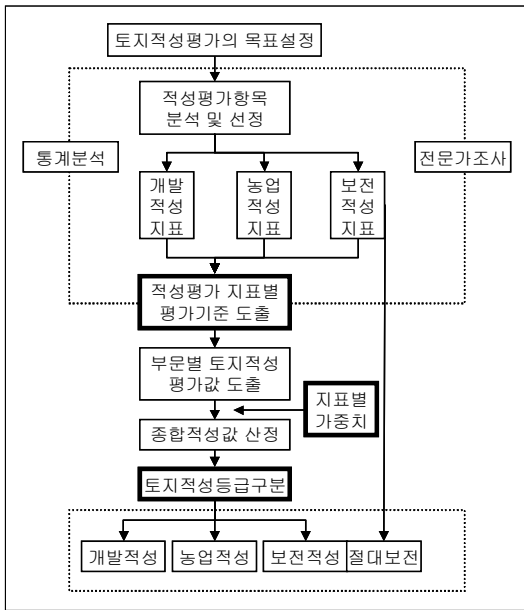 토지적성평가의 목표설정
적성평가항목
분석 및 선정
통계분석
전문가조사
개발
적성
지표
농업
적성
지표
보전
적성
지표
적성평가 지표별
평가기준 도출
부문별 토지적성
평가값 도출
지표별
가중치
종합적성값 산정
토지적성등급구분
개발적성
농업적성
보전적성
절대보전